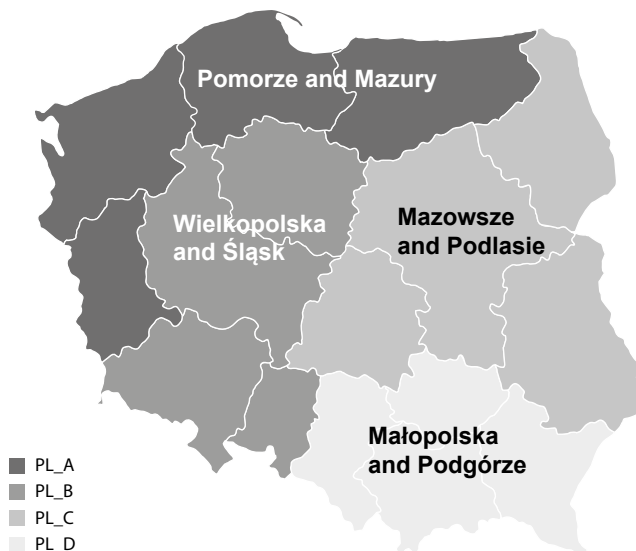 Pomorze and Mazury
Wielkopolska
and Śląsk
Mazowsze
and Podlasie
Małopolska
and Podgórze
PL_A
PL_B
PL_C
PL_D